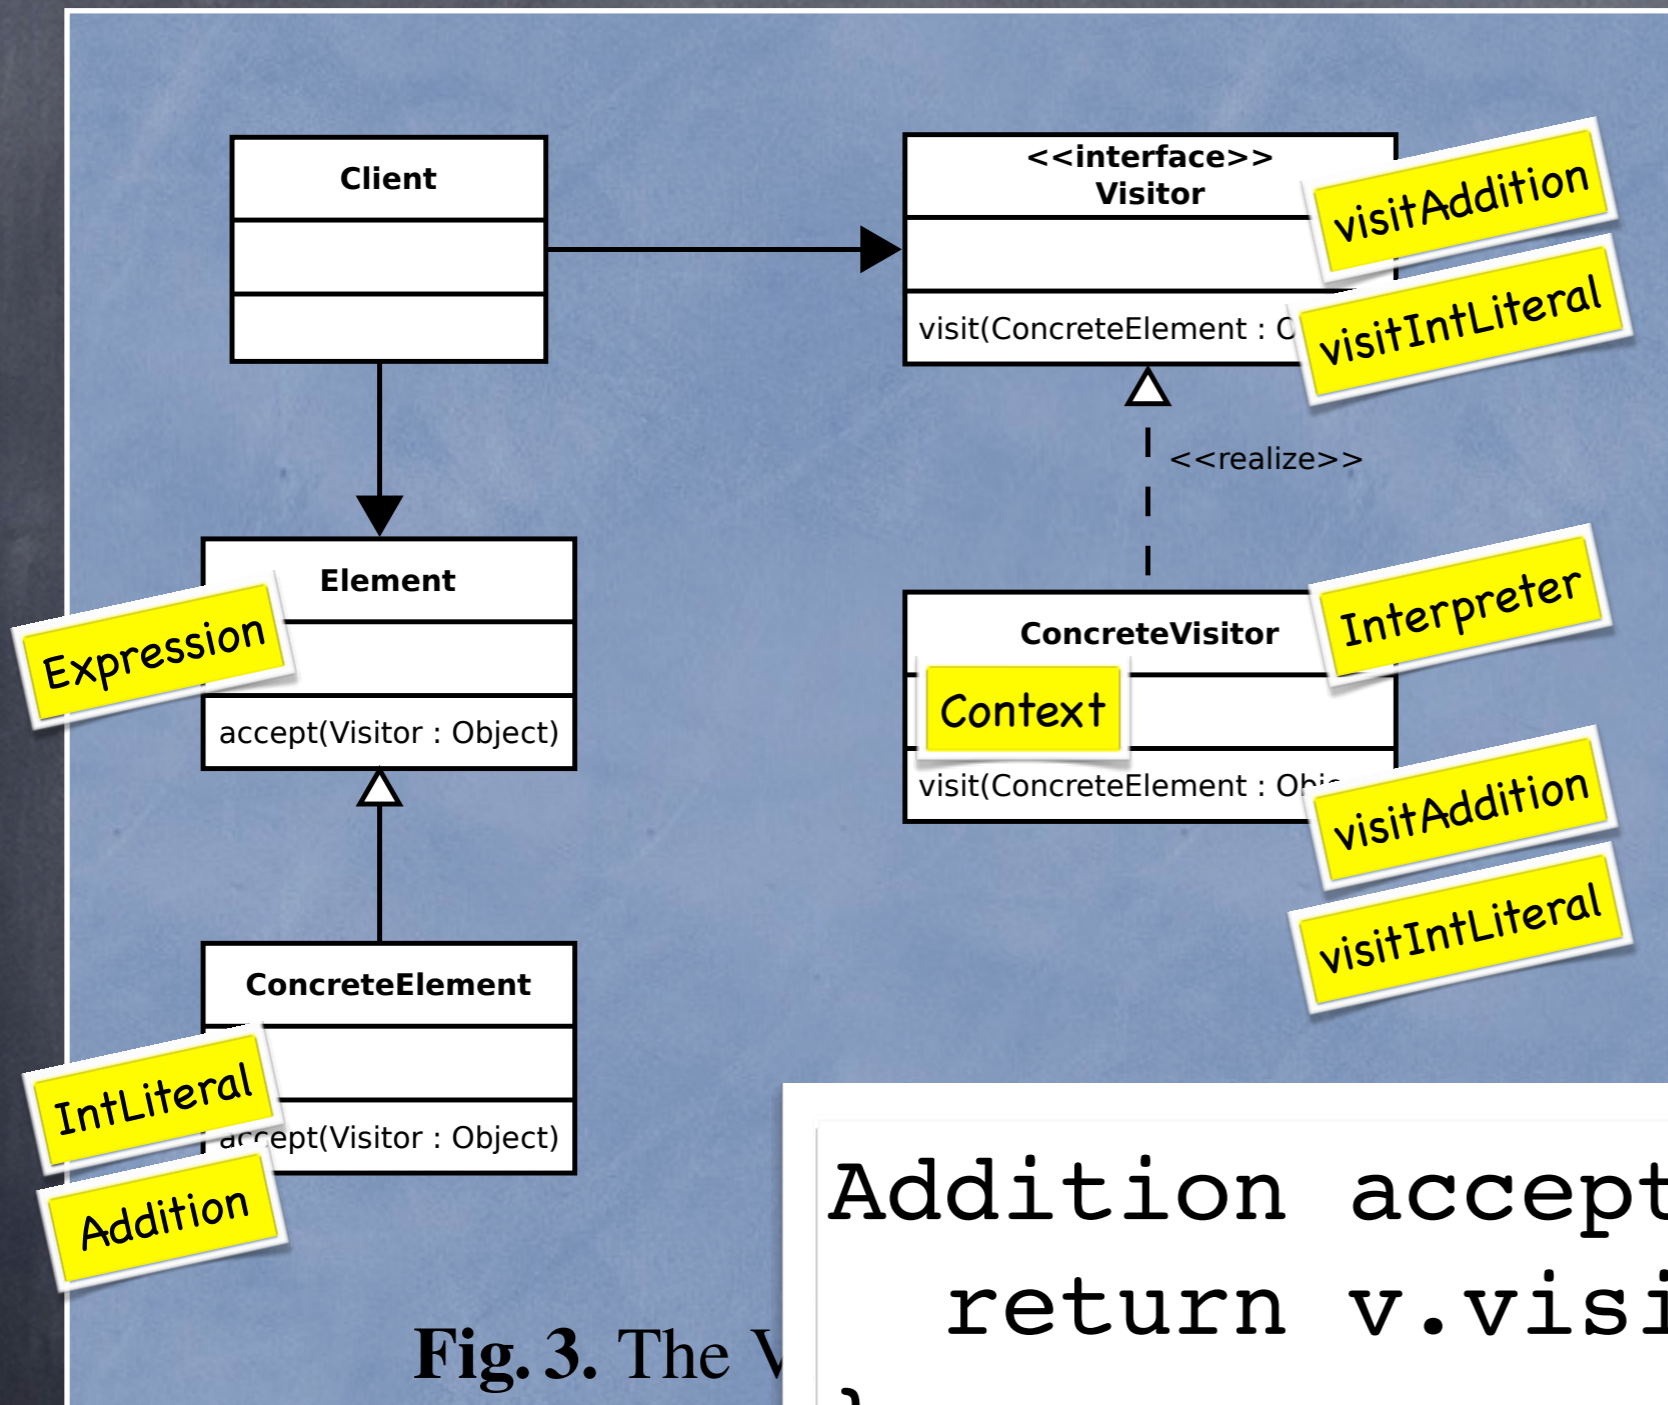 Client
<<interface>>
Visitor
visitAddition
visit(ConcreteElement :
visitIntLiteral
<<realize>>
Element
Expression
accept(Visitor : Object)
ConcreteVisitor
Interpreter
Context
visit(ConcreteElement :
visitAddition
visitIntLiteral
ConcreteElement
IntLiteral
accept(Visitor : Object)
Addition
Addition accept
return v.visi
}
Fig. 3. The V